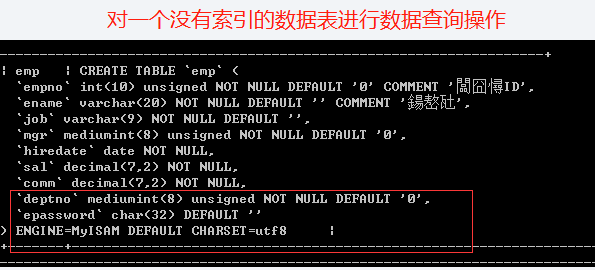 对一个没有索引的数据表进行数据查询操作
---------------------------------------------------------------------+
| emp    | CREATE TABLE `emp` (
  `empno` int(10) unsigned NOT NULL DEFAULT '0' COMMENT '闆囧憳ID',
  `ename` varchar(20) NOT NULL DEFAULT '' COMMENT '鍚嶅瓧',
  `job` varchar(9) NOT NULL DEFAULT '',
  `mgr` mediumint(8) unsigned NOT NULL DEFAULT '0',
  `hiredate` date NOT NULL,
  `sal` decimal(7,2) NOT NULL,
  `comm` decimal(7,2) NOT NULL,
  `deptno` mediumint(8) unsigned NOT NULL DEFAULT '0',
  `epassword` char(32) DEFAULT ''
) ENGINE=MyISAM DEFAULT CHARSET=utf8     |
+--------+-----------------------------------------------------------